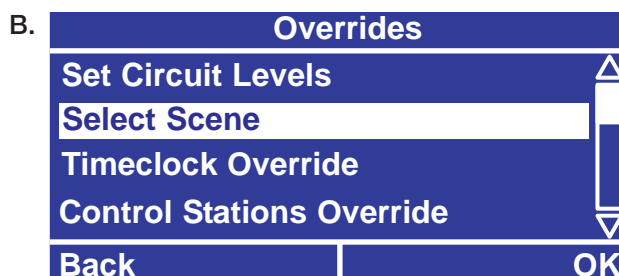 B.
Overrides
Set Circuit Levels
Select Scene
Timeclock Override
Control Stations Override
Back OK